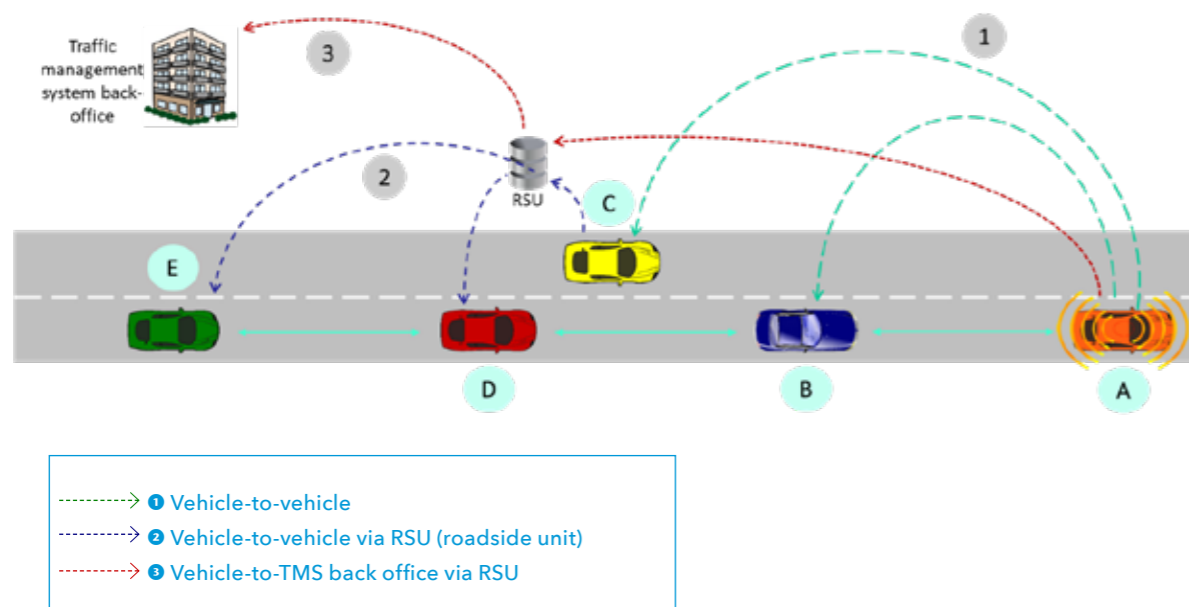 Traffic
management
system back-
office
3
1
2
RSU
C
E
D
B
A
❶ Vehicle-to-vehicle
❷ Vehicle-to-vehicle via RSU (roadside unit)
❸ Vehicle-to-TMS back office via RSU